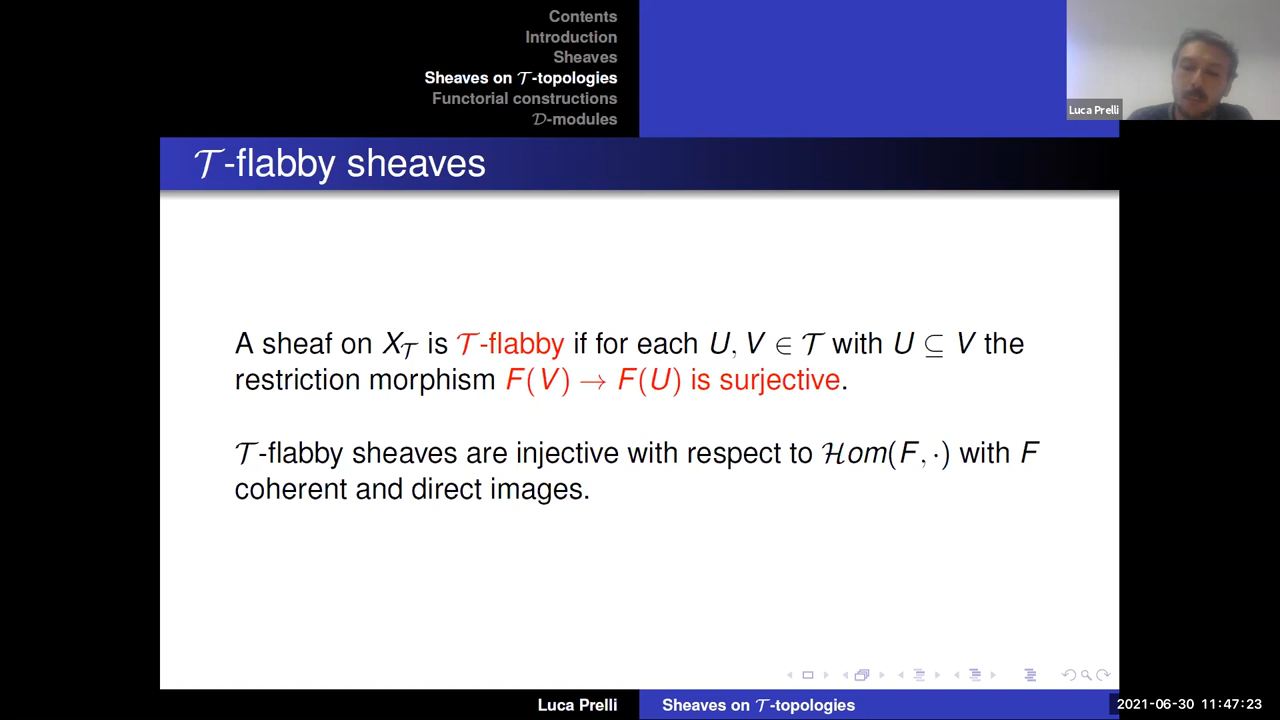 Contents
Introduction
Sheaves
Sheaves on 𝒯-topologies
Functorial constructions
𝒟-modules
Luca Prelli
𝒯-flabby sheaves
A sheaf on X_𝒯 is 𝒯-flabby if for each U, V ∈ 𝒯 with U ⊆ V the
restriction morphism F(V) → F(U) is surjective.
𝒯-flabby sheaves are injective with respect to ℋom(F, ·) with F
coherent and direct images.
Luca Prelli
Sheaves on 𝒯-topologies
2021-06-30 11:47:23